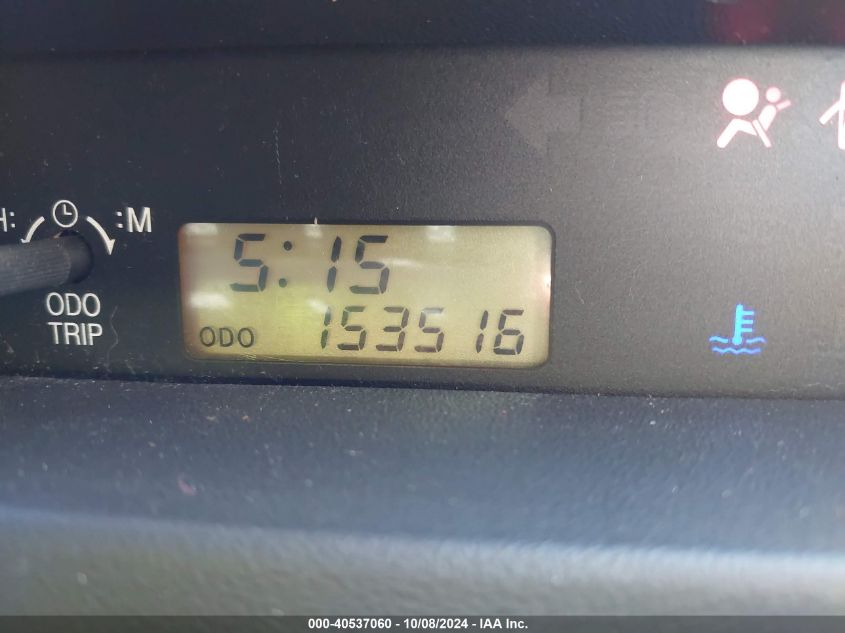 H: :M
5:15
ODO 153516
ODO
TRIP
000-40537060 - 10/08/2024 - IAA Inc.